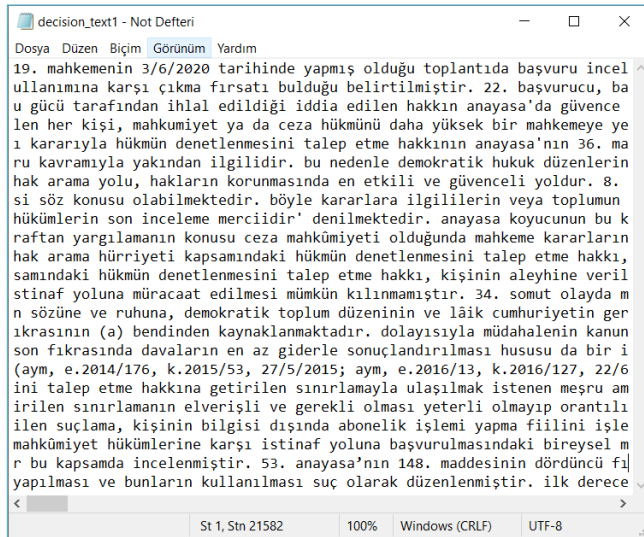 decision_text1 - Not Defteri
Dosya Düzen Biçim Görünüm Yardım
19. mahkemenin 3/6/2020 tarihinde yapmış olduğu toplantıda başvuru incel
ullanımına karşı çıkma fırsatı bulduğu belirtilmiştir. 22. başvurucu, ba
u gücü tarafından ihlal edildiği iddia edilen hakkın anayasa'da güvence
len her kişi, mahkumiyet ya da ceza hükmünü daha yüksek bir mahkemeye ye
ı kararıyla hükmün denetlenmesini talep etme hakkının anayasa'nın 36. ma
ru kavramıyla yakından ilgilidir. bu nedenle demokratik hukuk düzenlerin
hak arama yolu, hakların korunmasında en etkili ve güvenceli yoldur. 8.
si söz konusu olabilmektedir. böyle kararlara ilgililerin veya toplumun
hükümlerin son inceleme merciidir' denilmektedir. anayasa koyucunun bu k
raftan yargılamanın konusu ceza mahkûmiyeti olduğunda mahkeme kararların
hak arama hürriyeti kapsamındaki hükmün denetlenmesini talep etme hakkı,
samındaki hükmün denetlenmesini talep etme hakkı, kişinin aleyhine veril
stinaf yoluna müracaat edilmesi mümkün kılınmamıştır. 34. somut olayda m
n sözüne ve ruhuna, demokratik toplum düzeninin ve lâik cumhuriyetin ger
ıkrasının (a) bendinden kaynaklanmaktadır. dolayısıyla müdahalenin kanun
son fıkrasında davaların en az giderle sonuçlandırılması hususu da bir i
(aym, e.2014/176, k.2015/53, 27/5/2015; aym, e.2016/13, k.2016/127, 22/6
ini talep etme hakkına getirilen sınırlamayla ulaşılmak istenen meşru am
irilen sınırlamanın elverişli ve gerekli olması yeterli olmayıp orantılı
ilen suçlama, kişinin bilgisi dışında abonelik işlemi yapma fiilini işle
mahkûmiyet hükümlerine karşı istinaf yoluna başvurulmasındaki bireysel m
r bu kapsamda incelenmiştir. 53. anayasa’nın 148. maddesinin dördüncü fı
yapılması ve bunların kullanılması suç olarak düzenlenmiştir. ilk derece
St 1, Stn 21582 100% Windows (CRLF) UTF-8